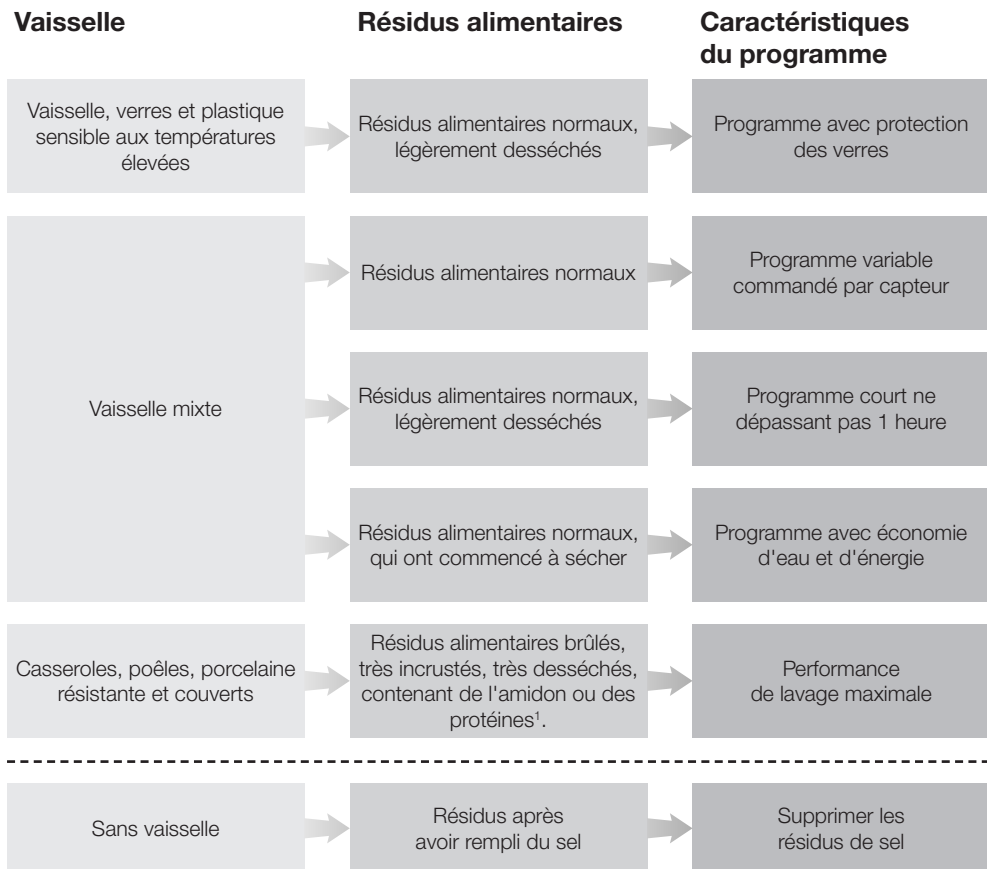 Vaisselle
Résidus alimentaires
Caractéristiques
du programme
Vaisselle, verres et plastique
sensible aux températures
élevées
Résidus alimentaires normaux,
légèrement desséchés
Programme avec protection
des verres
Vaisselle mixte
Résidus alimentaires normaux
Programme variable
commandé par capteur
Résidus alimentaires normaux,
légèrement desséchés
Programme court ne
dépassant pas 1 heure
Résidus alimentaires normaux,
qui ont commencé à sécher
Programme avec économie
d'eau et d'énergie
Casseroles, poêles, porcelaine
résistante et couverts
Résidus alimentaires brûlés,
très incrustés, très desséchés,
contenant de l'amidon ou des
protéines¹.
Performance
de lavage maximale
Sans vaisselle
Résidus après
avoir rempli du sel
Supprimer les
résidus de sel